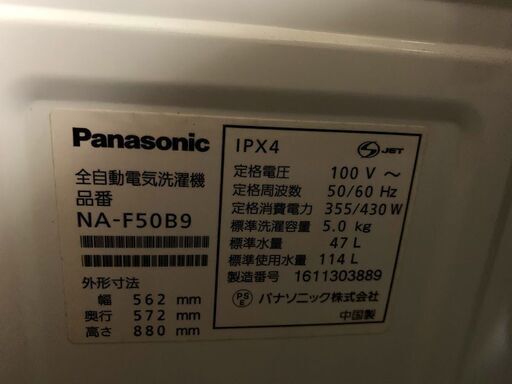 Panasonic
全自動電気洗濯機
品番
NA-F50B9
外形寸法
幅 562 mm
奥行 572 mm
高さ 880 mm
IPX4
S JET
定格電圧 100 V ~
定格周波数 50/60 Hz
定格消費電力 355/430 W
標準洗濯容量 5.0 kg
標準水量 47 L
標準使用水量 114 L
製造番号 1611303889
PSE パナソニック株式会社
中国製